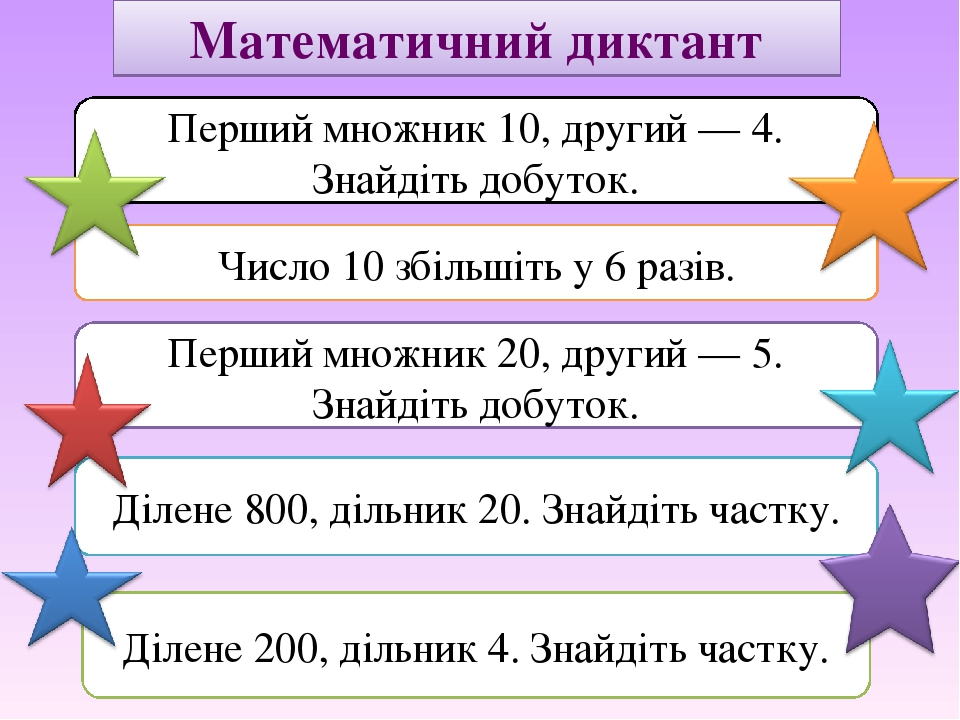 Математичний диктант
Перший множник 10, другий — 4.
Знайдіть добуток.
Число 10 збільшіть у 6 разів.
Перший множник 20, другий — 5.
Знайдіть добуток.
Ділене 800, дільник 20. Знайдіть частку.
Ділене 200, дільник 4. Знайдіть частку.